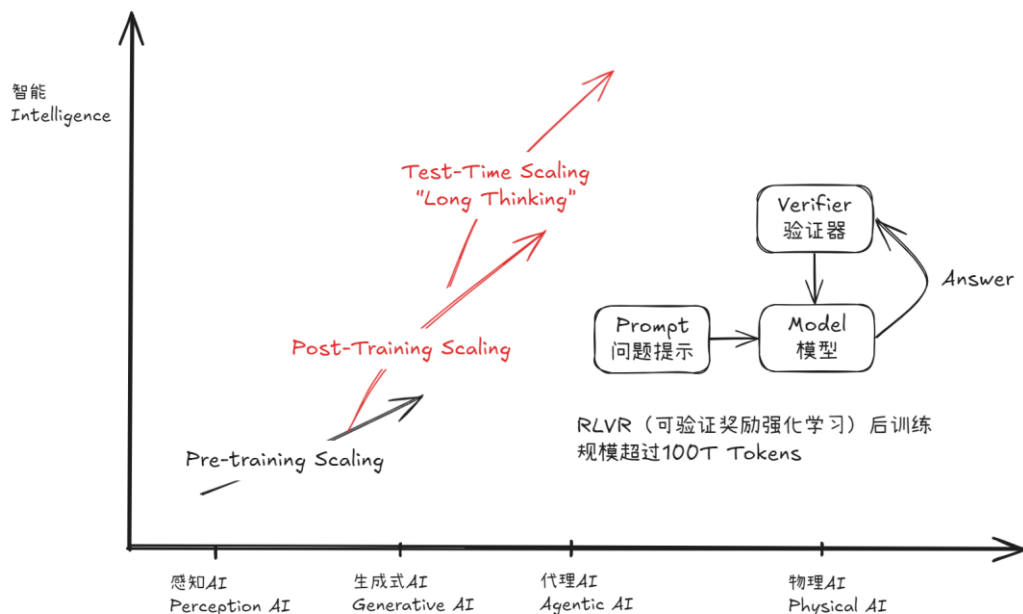 智能
Intelligence
Test-Time Scaling
"Long Thinking"
Verifier
验证器
Answer
Prompt
问题提示
Model
模型
Post-Training Scaling
RLVR（可验证奖励强化学习）后训练
规模超过100T Tokens
Pre-training Scaling
感知AI
Perception AI
生成式AI
Generative AI
代理AI
Agentic AI
物理AI
Physical AI